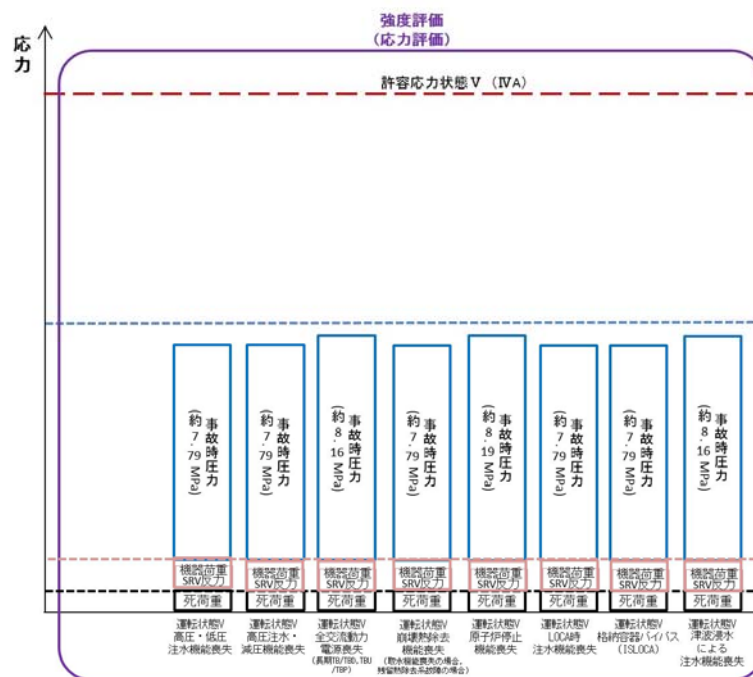 強度評価
(応力評価)
応力
許容応力状態Ⅴ (ⅣA)
事故時圧力
(約7.79 MPa)
事故時圧力
(約7.79 MPa)
事故時圧力
(約8.16 MPa)
事故時圧力
(約7.79 MPa)
事故時圧力
(約8.19 MPa)
事故時圧力
(約7.79 MPa)
事故時圧力
(約7.79 MPa)
事故時圧力
(約8.16 MPa)
機器荷重
SRV反力
機器荷重
SRV反力
機器荷重
SRV反力
機器荷重
SRV反力
機器荷重
SRV反力
機器荷重
SRV反力
機器荷重
SRV反力
機器荷重
SRV反力
死荷重
死荷重
死荷重
死荷重
死荷重
死荷重
死荷重
死荷重
運転状態Ⅴ
高圧・低圧
注水機能喪失
運転状態Ⅴ
高圧注水・
減圧機能喪失
運転状態Ⅴ
全交流動力
電源喪失
(長期TB/TBD、TBU
/TBP)
運転状態Ⅴ
崩壊熱除去
機能喪失
(取水機能喪失の場合,
残留熱除去系故障の場合)
運転状態Ⅴ
原子炉停止
機能喪失
運転状態Ⅴ
LOCA時
注水機能喪失
運転状態Ⅴ
格納容器バイパス
(ISLOCA)
運転状態Ⅴ
津波浸水
による
注水機能喪失